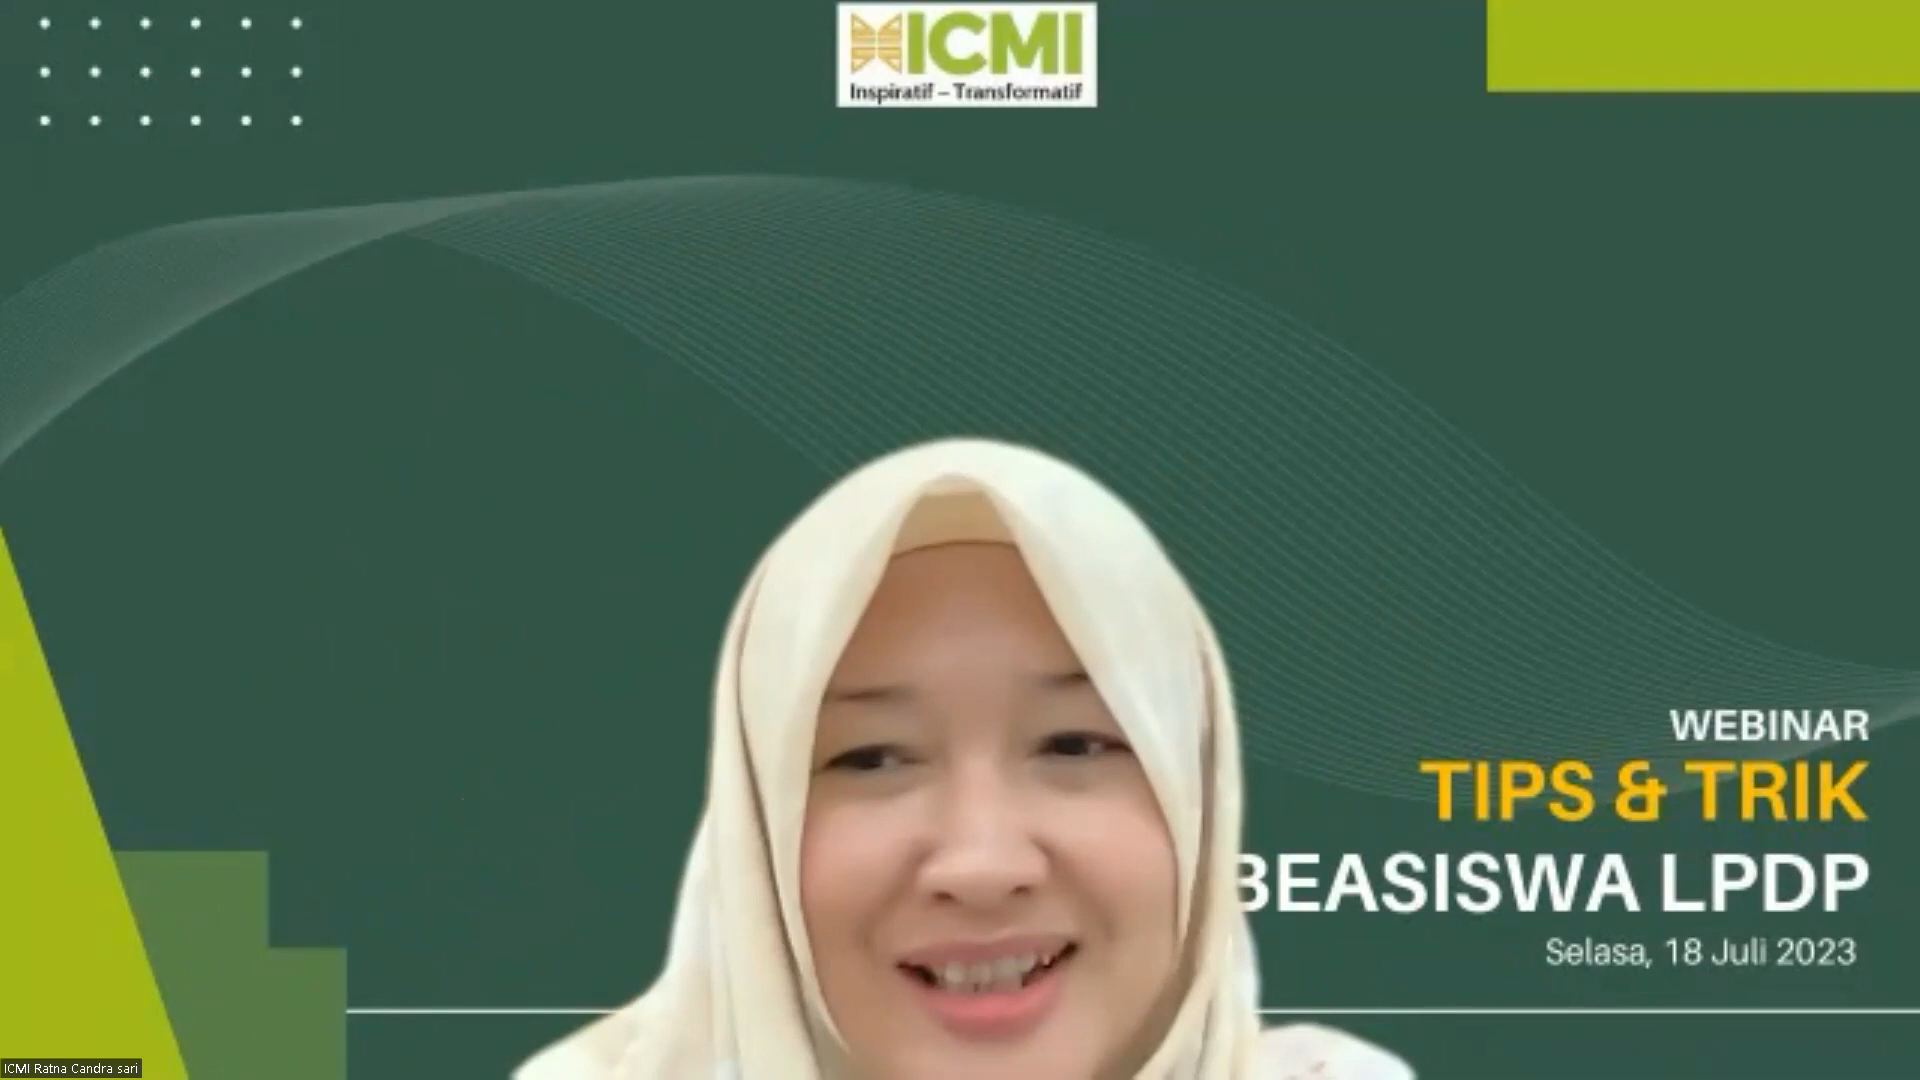 ICMI
Inspiratif – Transformatif
WEBINAR
TIPS & TRIK
BEASISWA LPDP
Selasa, 18 Juli 2023
ICMI Ratna Candra sari